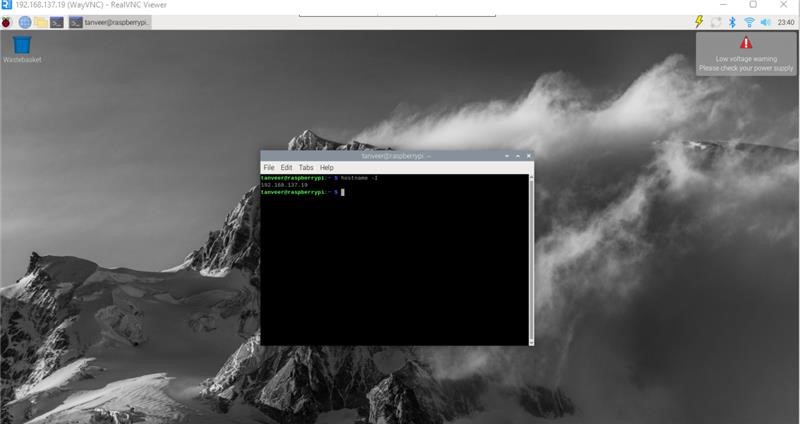 192.168.137.19 (WayVNC) - RealVNC Viewer
tanveer@raspberrypi...
23:40
Wastebasket
Low voltage warning
Please check your power supply
tanveer@raspberrypi: ~
File Edit Tabs Help
tanveer@raspberrypi:~ $ hostname -I
192.168.137.19
tanveer@raspberrypi:~ $